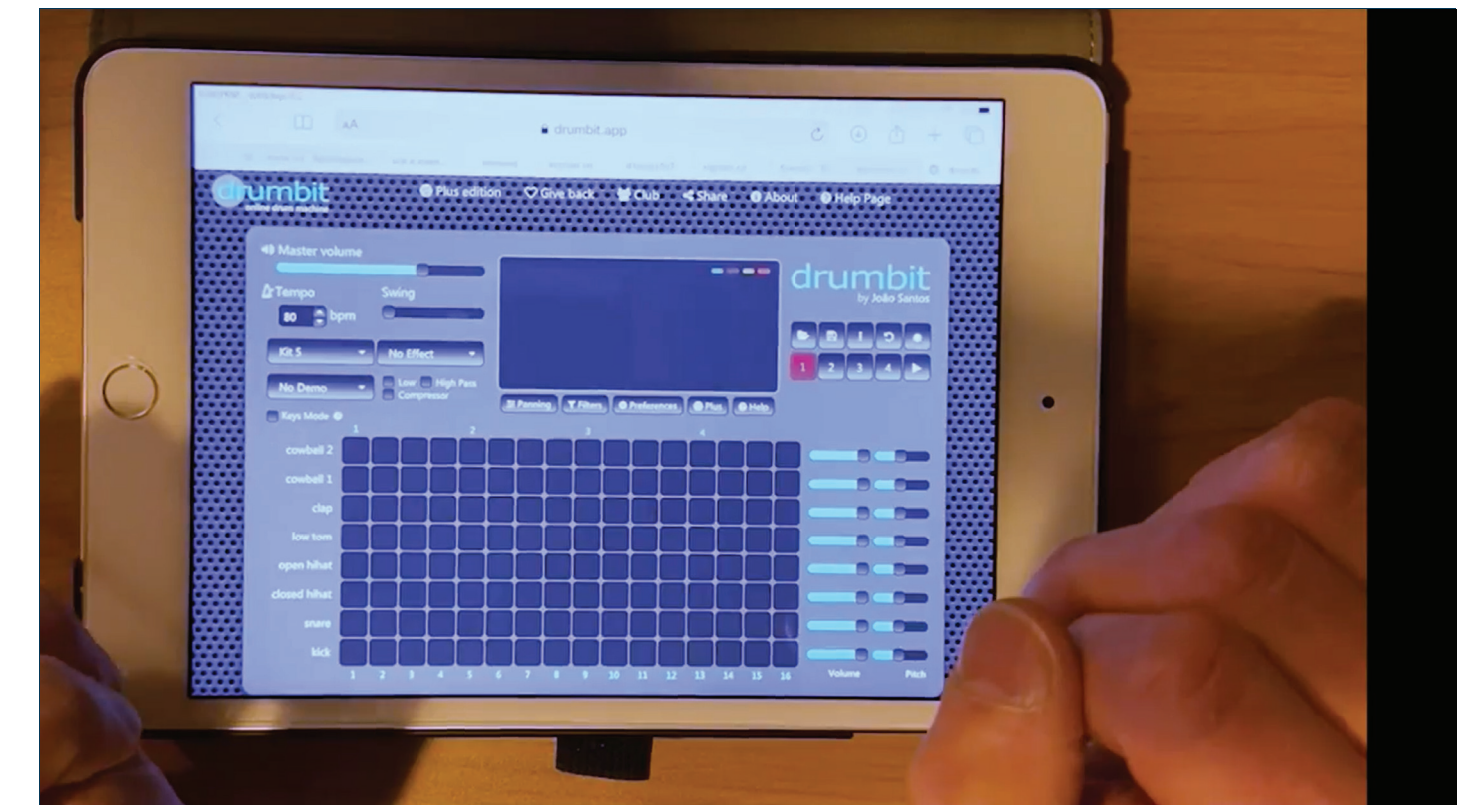 AA
drumbit.app
drumbit
online drum machine
Plus edition
Give back
Club
Share
About
Help Page
Master volume
Tempo
Swing
80
bpm
Kit 5
No Effect
No Demo
Low
High Pass
Compressor
Keys Mode
drumbit
by João Santos
1 2 3 4
Panning
Filters
Preferences
Plus
Help
1 2 3 4
cowbell 2
cowbell 1
clap
low tom
open hihat
closed hihat
snare
kick
1 2 3 4 5 6 7 8 9 10 11 12 13 14 15 16
Volume
Pitch